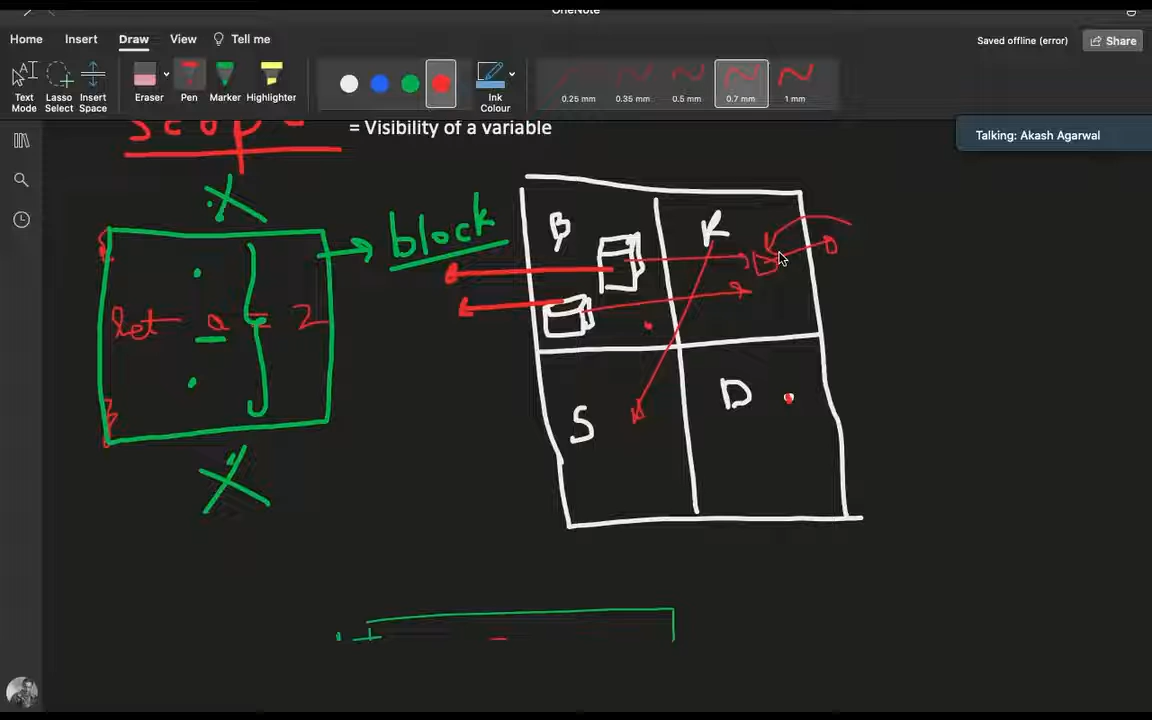 OneNote
Home Insert Draw View Tell me
Saved offline (error) Share
Text Mode
Lasso Select
Insert Space
Eraser
Pen
Marker
Highlighter
Ink Colour
0.25 mm 0.35 mm 0.5 mm 0.7 mm 1 mm
Talking: Akash Agarwal
Scope = Visibility of a variable
block
B K
let a = 2
S D